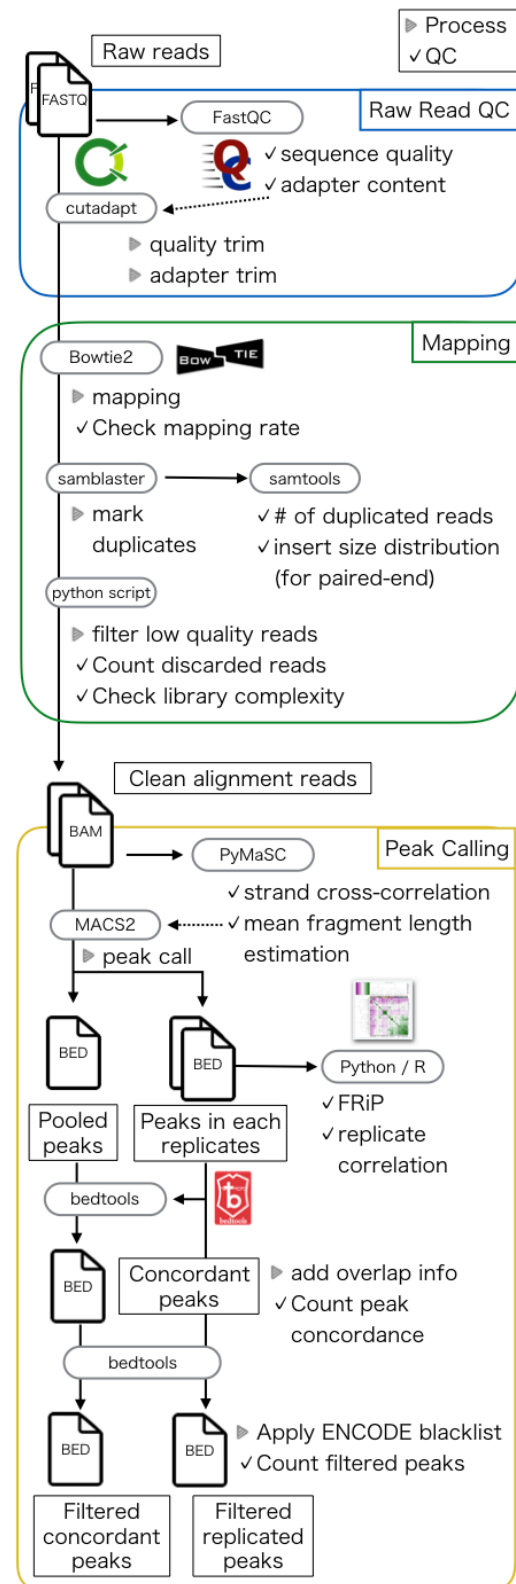 Raw reads
Process
✓ QC
F
FASTQ
Raw Read QC
FastQC
✓ sequence quality
✓ adapter content
cutadapt
quality trim
adapter trim
Mapping
Bowtie2
BOW TIE
mapping
✓ Check mapping rate
samblaster
samtools
mark
duplicates
✓ # of duplicated reads
✓ insert size distribution
(for paired-end)
python script
filter low quality reads
✓ Count discarded reads
✓ Check library complexity
Clean alignment reads
BAM
Peak Calling
PyMaSC
✓ strand cross-correlation
MACS2
✓ mean fragment length
estimation
peak call
BED
BED
Python / R
Pooled
peaks
Peaks in each
replicates
✓ FRiP
✓ replicate
correlation
bedtools
b
bedtools
BED
Concordant
peaks
add overlap info
✓ Count peak
concordance
bedtools
BED
BED
Apply ENCODE blacklist
✓ Count filtered peaks
Filtered
concordant
peaks
Filtered
replicated
peaks